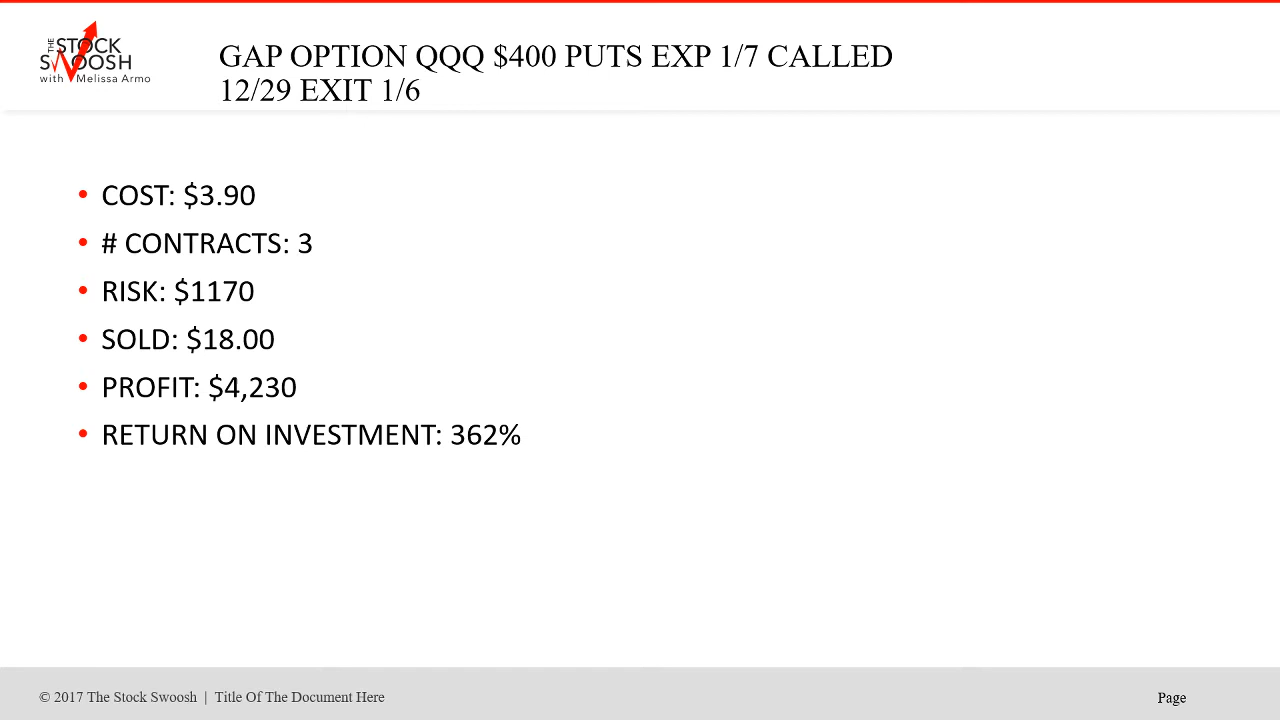 THE
STOCK
SWOOSH
with Melissa Armo
GAP OPTION QQQ $400 PUTS EXP 1/7 CALLED
12/29 EXIT 1/6
• COST: $3.90
• # CONTRACTS: 3
• RISK: $1170
• SOLD: $18.00
• PROFIT: $4,230
• RETURN ON INVESTMENT: 362%
© 2017 The Stock Swoosh | Title Of The Document Here
Page